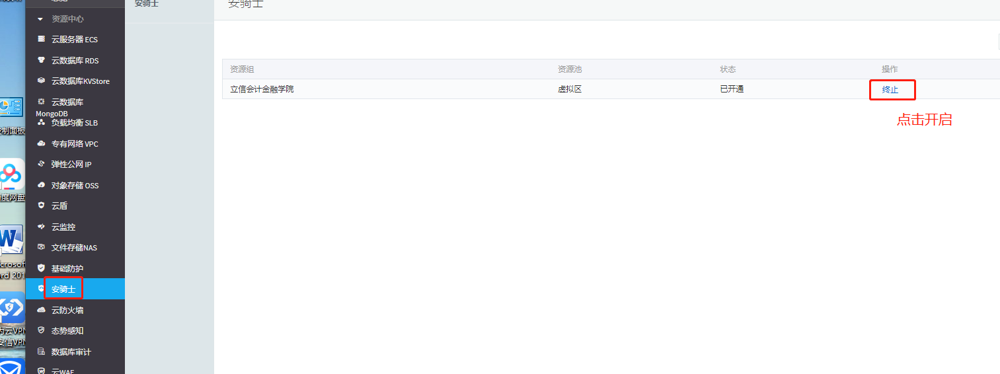 资源中心
云服务器 ECS
云数据库 RDS
云数据库KVStore
云数据库
MongoDB
负载均衡 SLB
专有网络 VPC
弹性公网 IP
对象存储 OSS
云盾
云监控
文件存储NAS
基础防护
安骑士
云防火墙
态势感知
数据库审计
云WAF
安骑士
安骑士
资源组 资源池 状态 操作
立信会计金融学院 虚拟区 已开通 终止
点击开启
制面板
度网盘
crosof
rd 201
云VPN
安信VPN